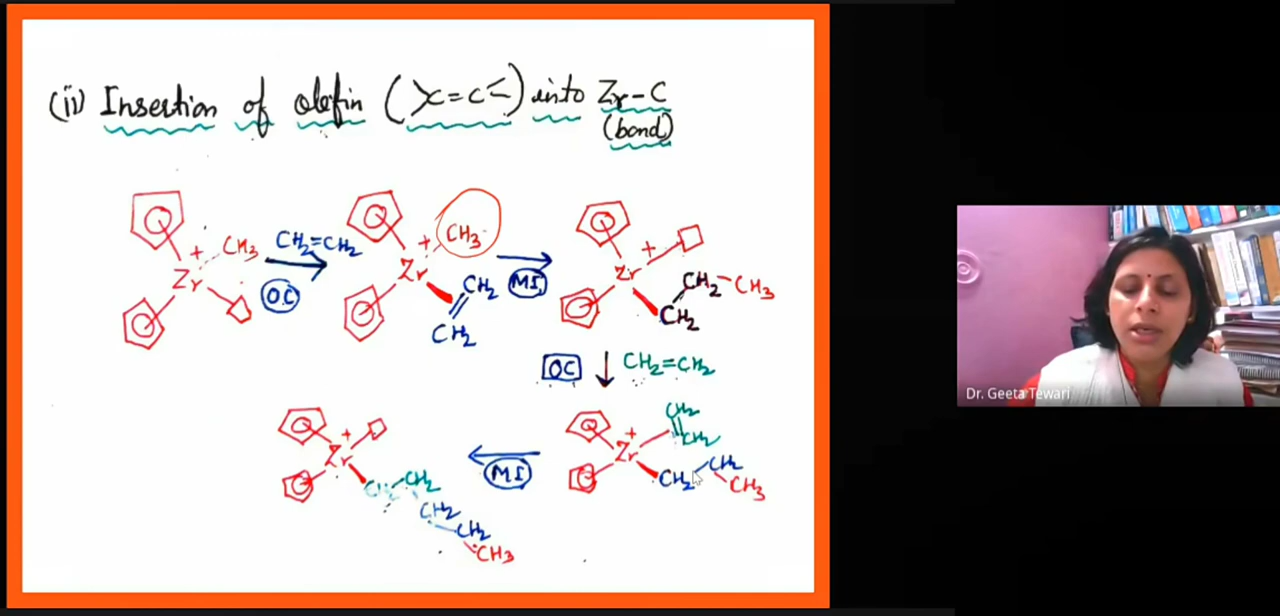 (ii) Insertion of olefin (>C=C<) into Zr-C
(bond)
+ CH3
Zr
CH2=CH2
OC
+ CH3
Zr
CH2
CH2
MI
+
Zr
CH2-CH3
CH2
OC
CH2=CH2
+
Zr
CH2
CH2
CH2
CH2
CH3
MI
+
Zr
CH2
CH2
CH2
CH2
CH3
Dr. Geeta Tewari